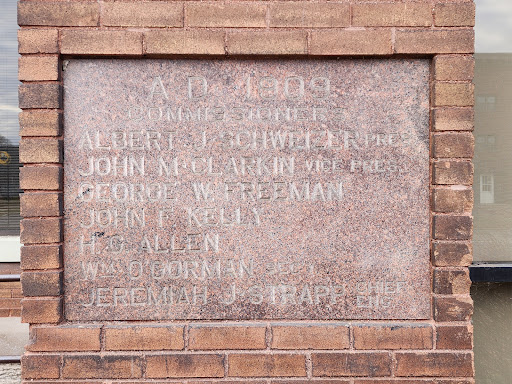 A.D. 1909
COMMISSIONERS
ALBERT J. SCHWEIZER PRES.
JOHN McCLARKIN VICE PRES.
GEORGE W. FREEMAN
JOHN F. KELLY
H. G. ALLEN
WM. O'GORMAN SECY.
JEREMIAH J. STRAPP CHIEF ENG.